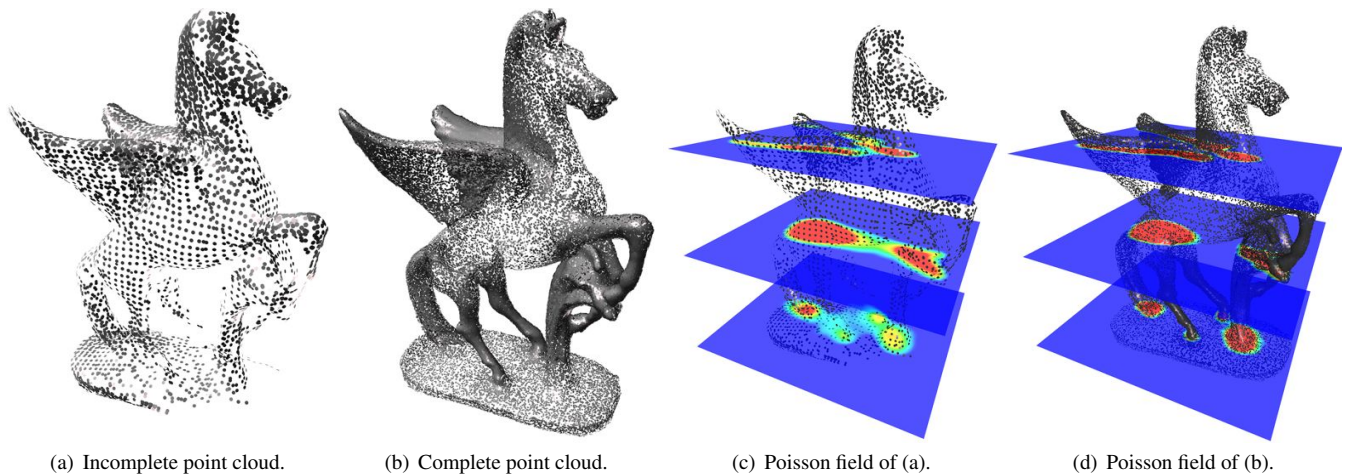 (a) Incomplete point cloud.
(b) Complete point cloud.
(c) Poisson field of (a).
(d) Poisson field of (b).